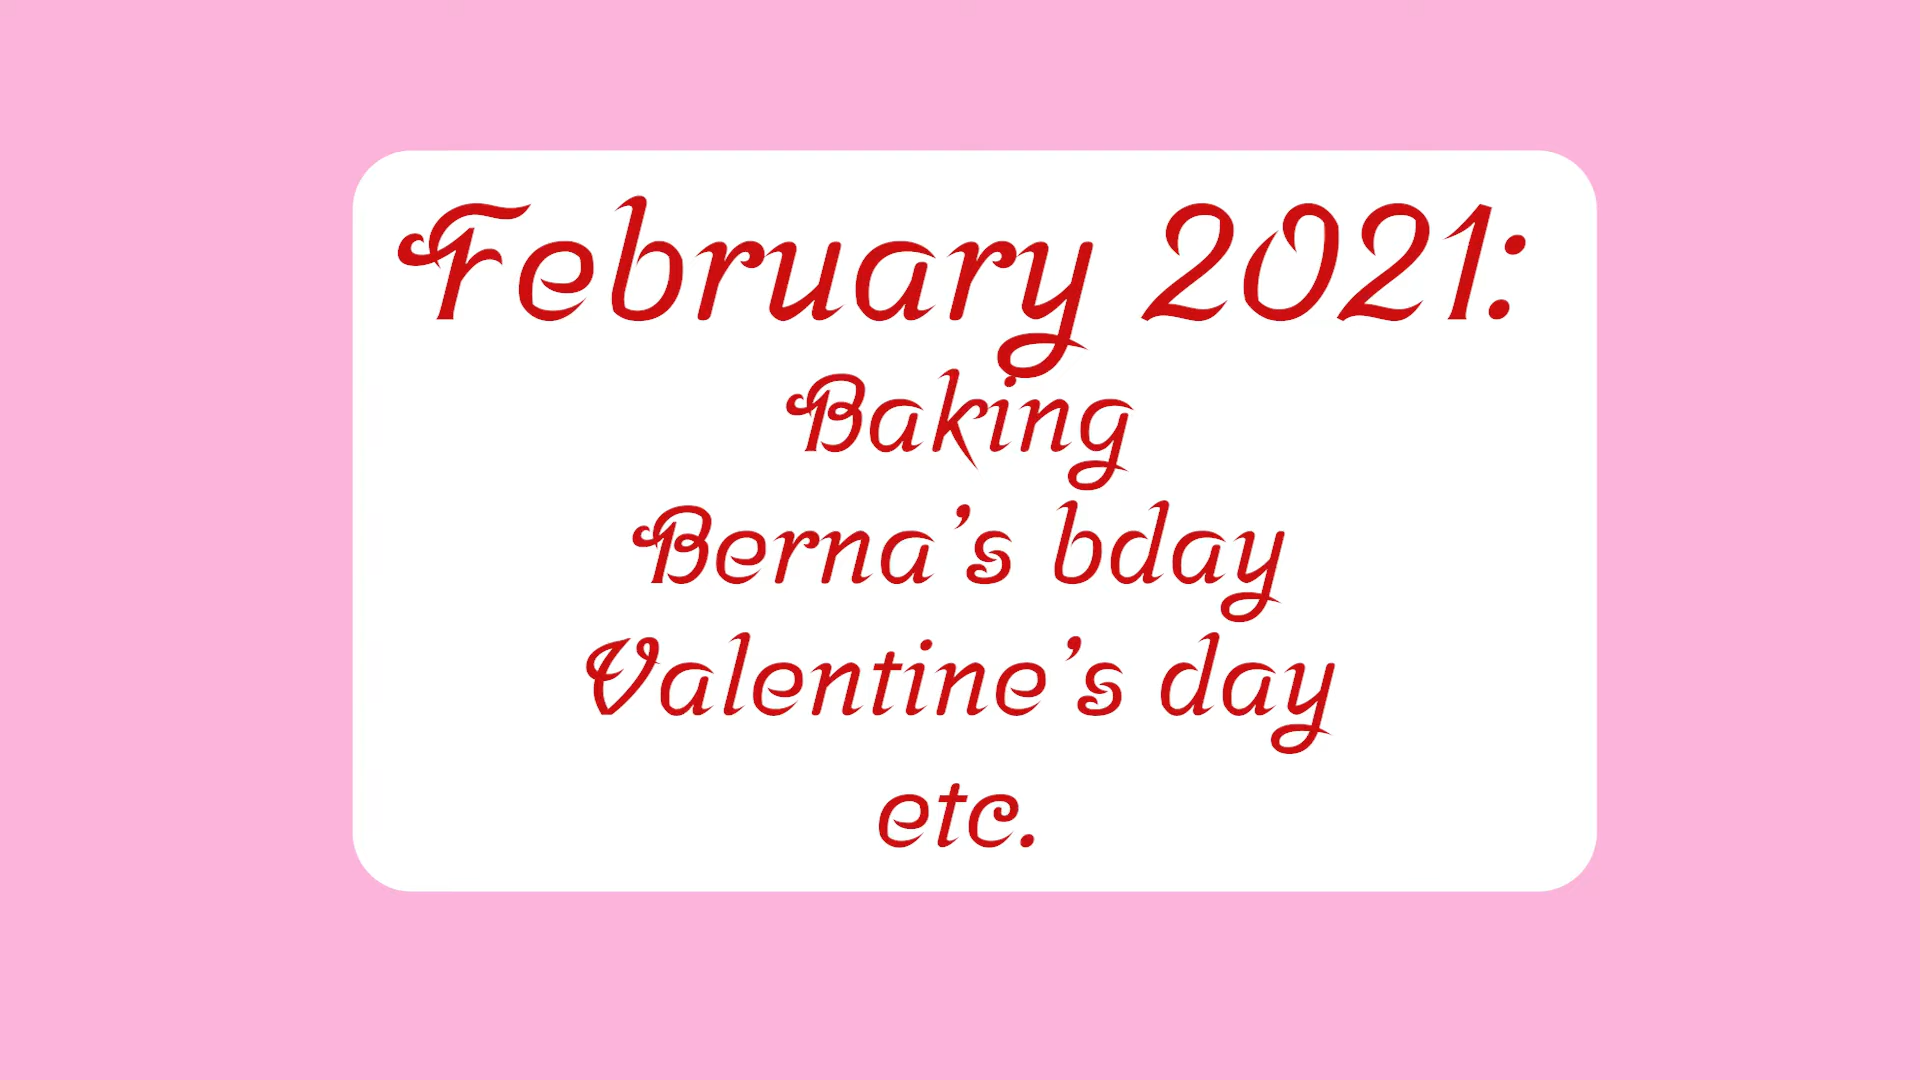 February 2021:
Baking
Berna’s bday
Valentine’s day
etc.